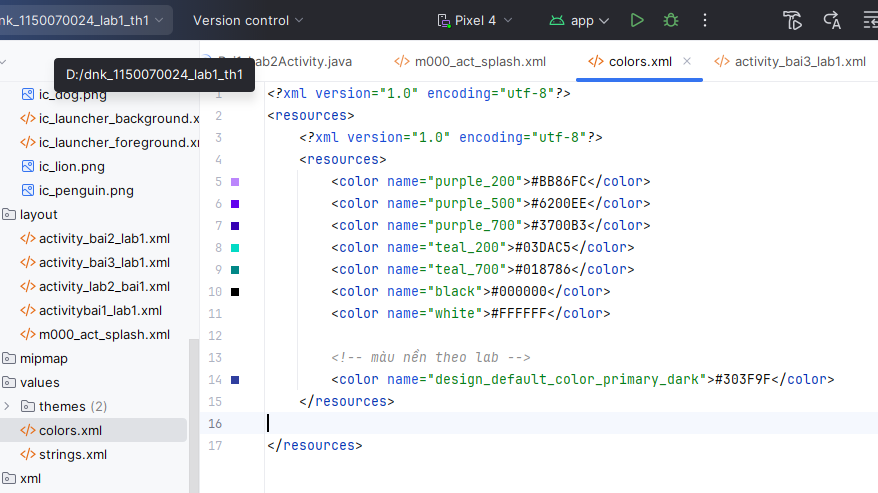 dnk_1150070024_lab1_th1 Version control Pixel 4 app
Lab2Activity.java m000_act_splash.xml colors.xml activity_bai3_lab1.xml
D:/dnk_1150070024_lab1_th1
ic_dog.png
ic_launcher_background.x
ic_launcher_foreground.xm
ic_lion.png
ic_penguin.png
layout
activity_bai2_lab1.xml
activity_bai3_lab1.xml
activity_lab2_bai1.xml
activitybai1_lab1.xml
m000_act_splash.xml
mipmap
values
themes (2)
colors.xml
strings.xml
xml
1 <?xml version="1.0" encoding="utf-8"?>
2 <resources>
3 <?xml version="1.0" encoding="utf-8"?>
4 <resources>
5 <color name="purple_200">#BB86FC</color>
6 <color name="purple_500">#6200EE</color>
7 <color name="purple_700">#3700B3</color>
8 <color name="teal_200">#03DAC5</color>
9 <color name="teal_700">#018786</color>
10 <color name="black">#000000</color>
11 <color name="white">#FFFFFF</color>
12
13 <!-- màu nền theo lab -->
14 <color name="design_default_color_primary_dark">#303F9F</color>
15 </resources>
16
17 </resources>